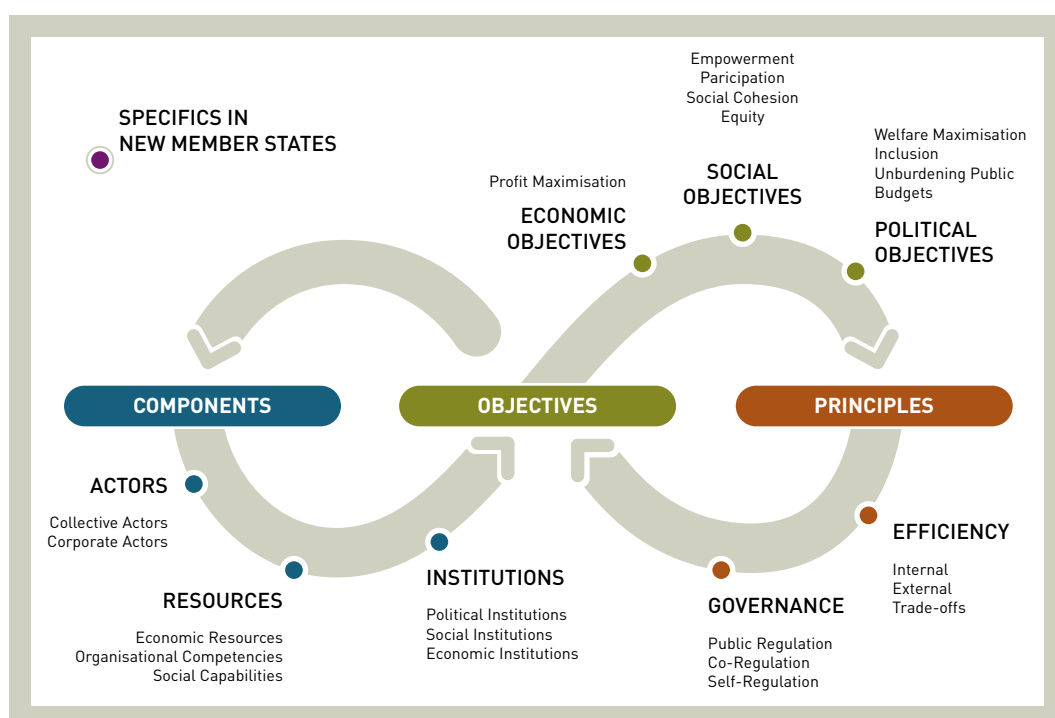 SPECIFICS IN
NEW MEMBER STATES
Empowerment
Paricipation
Social Cohesion
Equity
SOCIAL
OBJECTIVES
Profit Maximisation
ECONOMIC
OBJECTIVES
Welfare Maximisation
Inclusion
Unburdening Public
Budgets
POLITICAL
OBJECTIVES
COMPONENTS
OBJECTIVES
PRINCIPLES
ACTORS
Collective Actors
Corporate Actors
RESOURCES
Economic Resources
Organisational Competencies
Social Capabilities
INSTITUTIONS
Political Institutions
Social Institutions
Economic Institutions
GOVERNANCE
Public Regulation
Co-Regulation
Self-Regulation
EFFICIENCY
Internal
External
Trade-offs